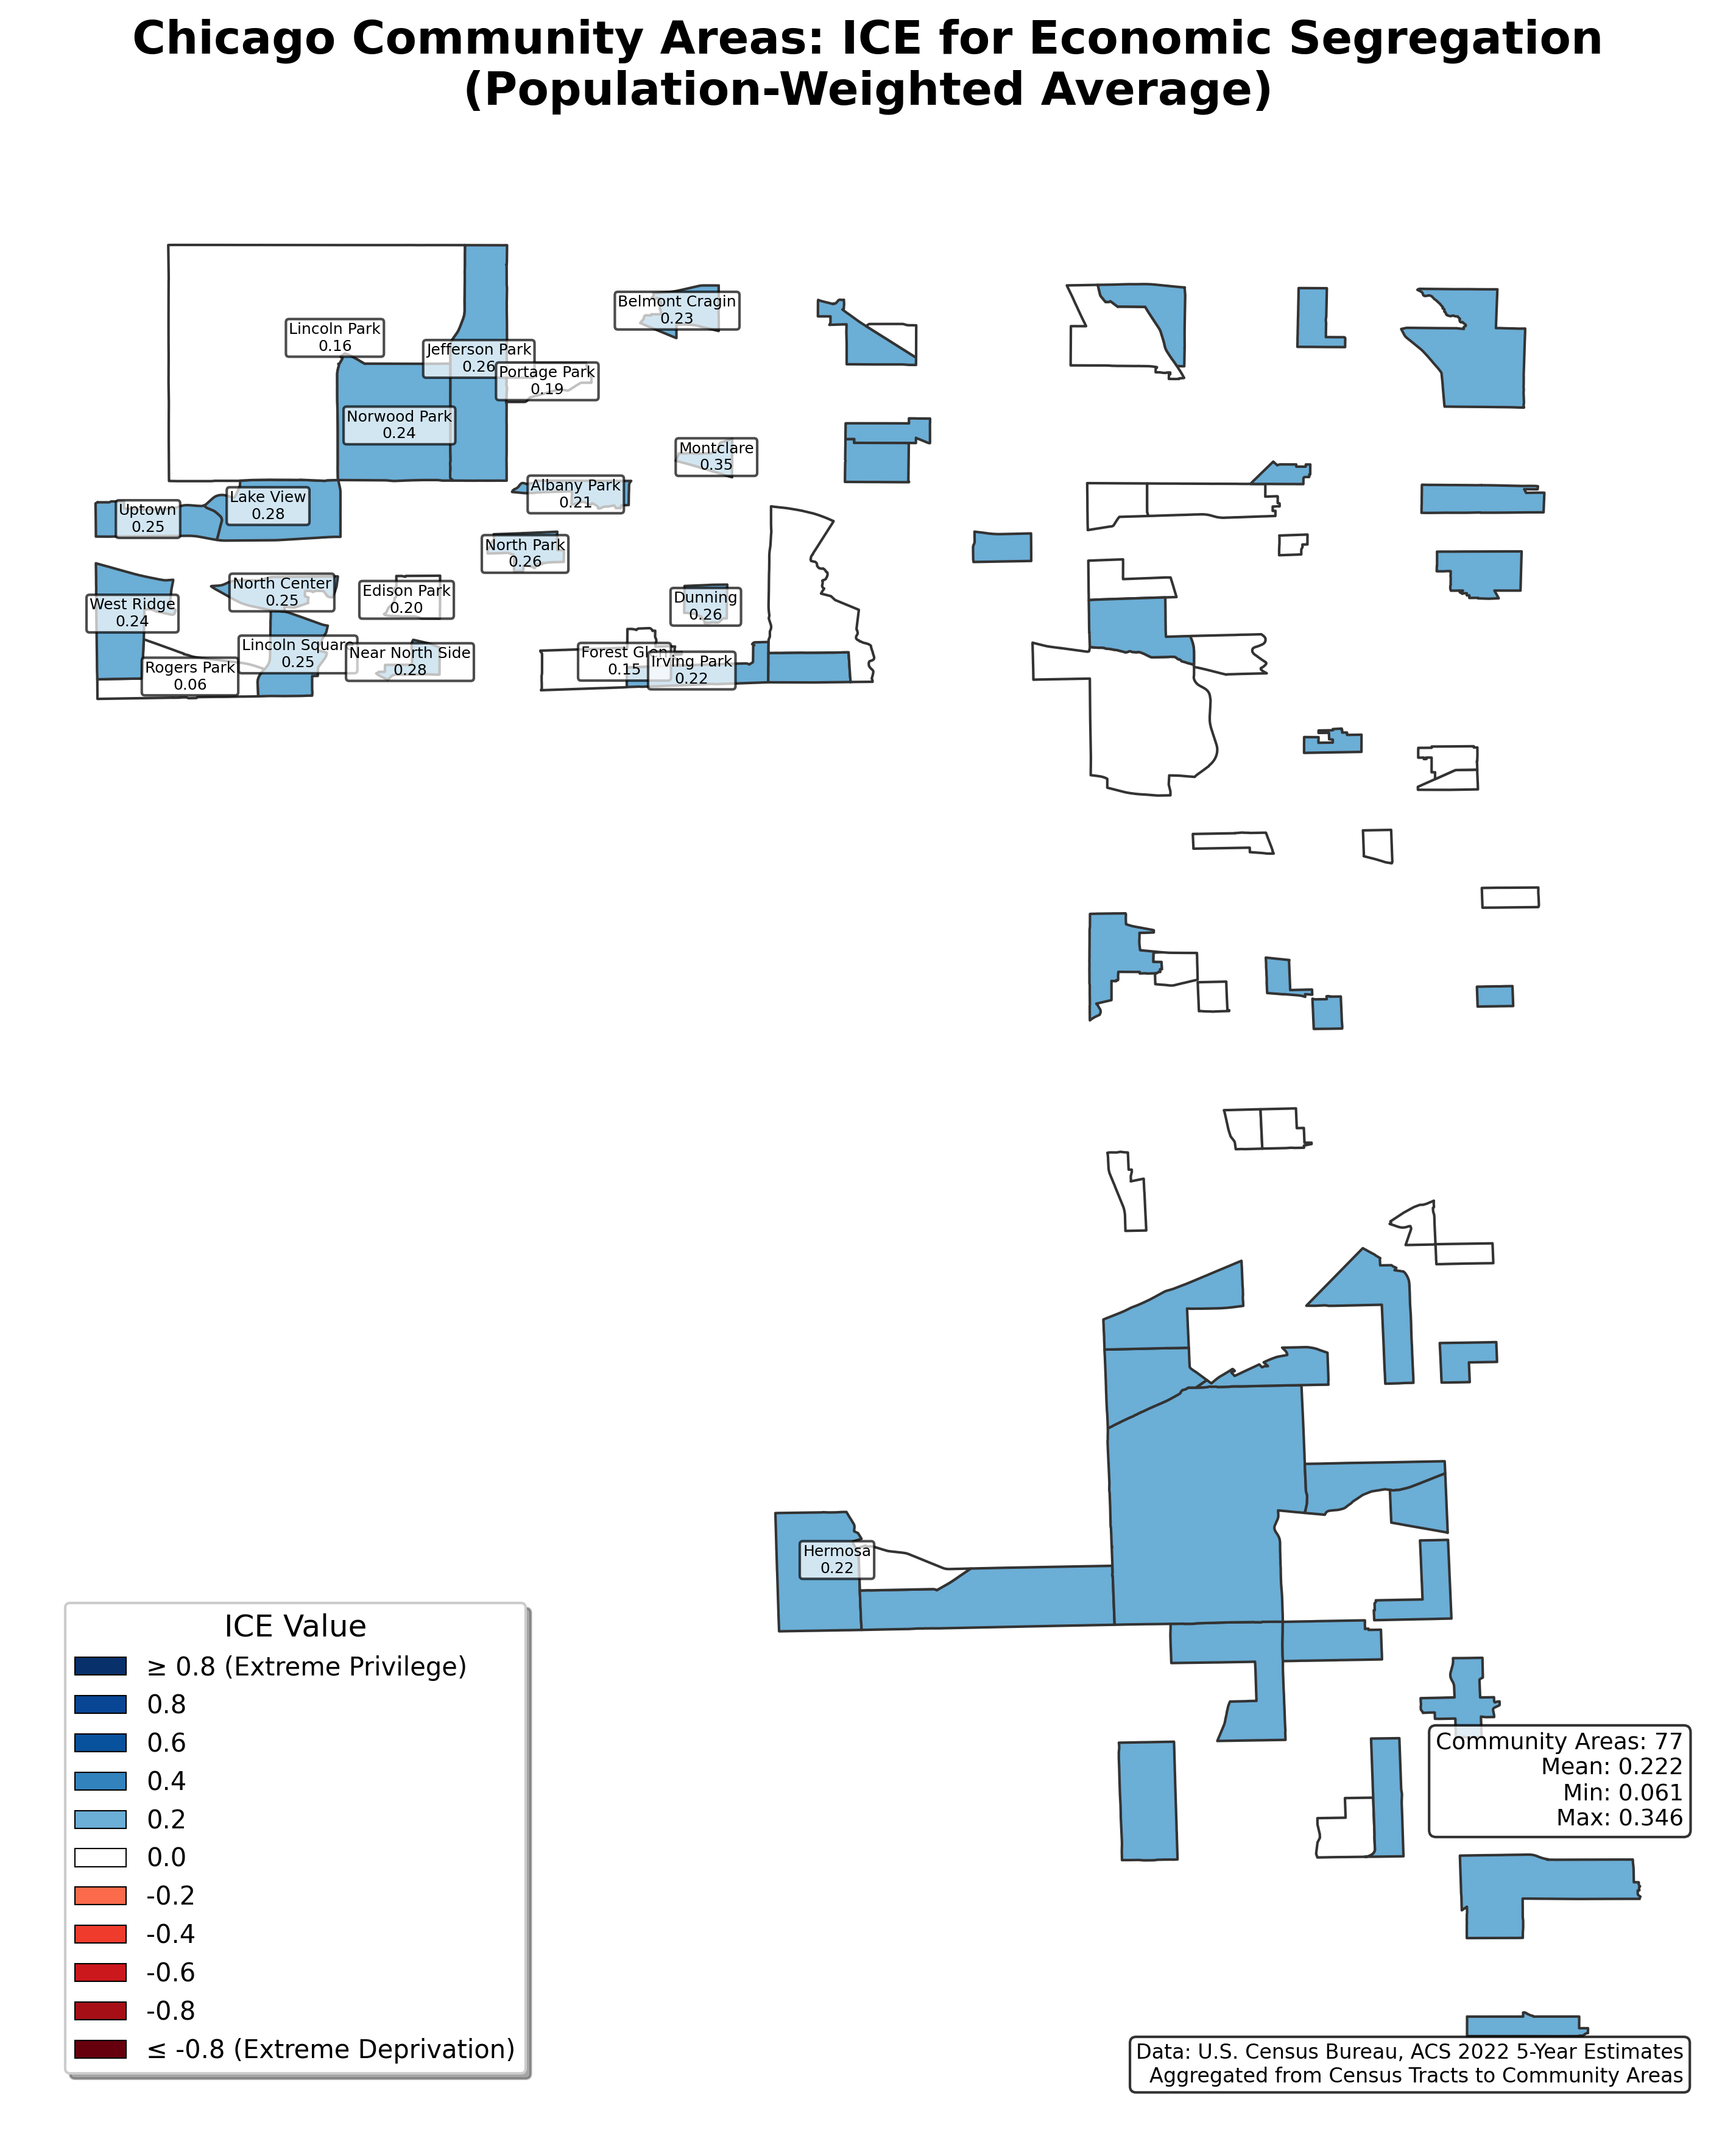 Chicago Community Areas: ICE for Economic Segregation
(Population-Weighted Average)
Belmont Cragin
0.23
Lincoln Park
0.16
Jefferson Park
0.26
Portage Park
0.19
Norwood Park
0.24
Montclare
0.35
Albany Park
0.21
Lake View
0.28
Uptown
0.25
North Park
0.26
North Center
0.25
Edison Park
0.20
Dunning
0.26
West Ridge
0.24
Lincoln Square
0.25
Near North Side
0.28
Forest Glen
0.15
Irving Park
0.22
Rogers Park
0.06
Hermosa
0.22
ICE Value
≥ 0.8 (Extreme Privilege)
0.8
0.6
0.4
0.2
0.0
-0.2
-0.4
-0.6
-0.8
≤ -0.8 (Extreme Deprivation)
Community Areas: 77
Mean: 0.222
Min: 0.061
Max: 0.346
Data: U.S. Census Bureau, ACS 2022 5-Year Estimates
Aggregated from Census Tracts to Community Areas